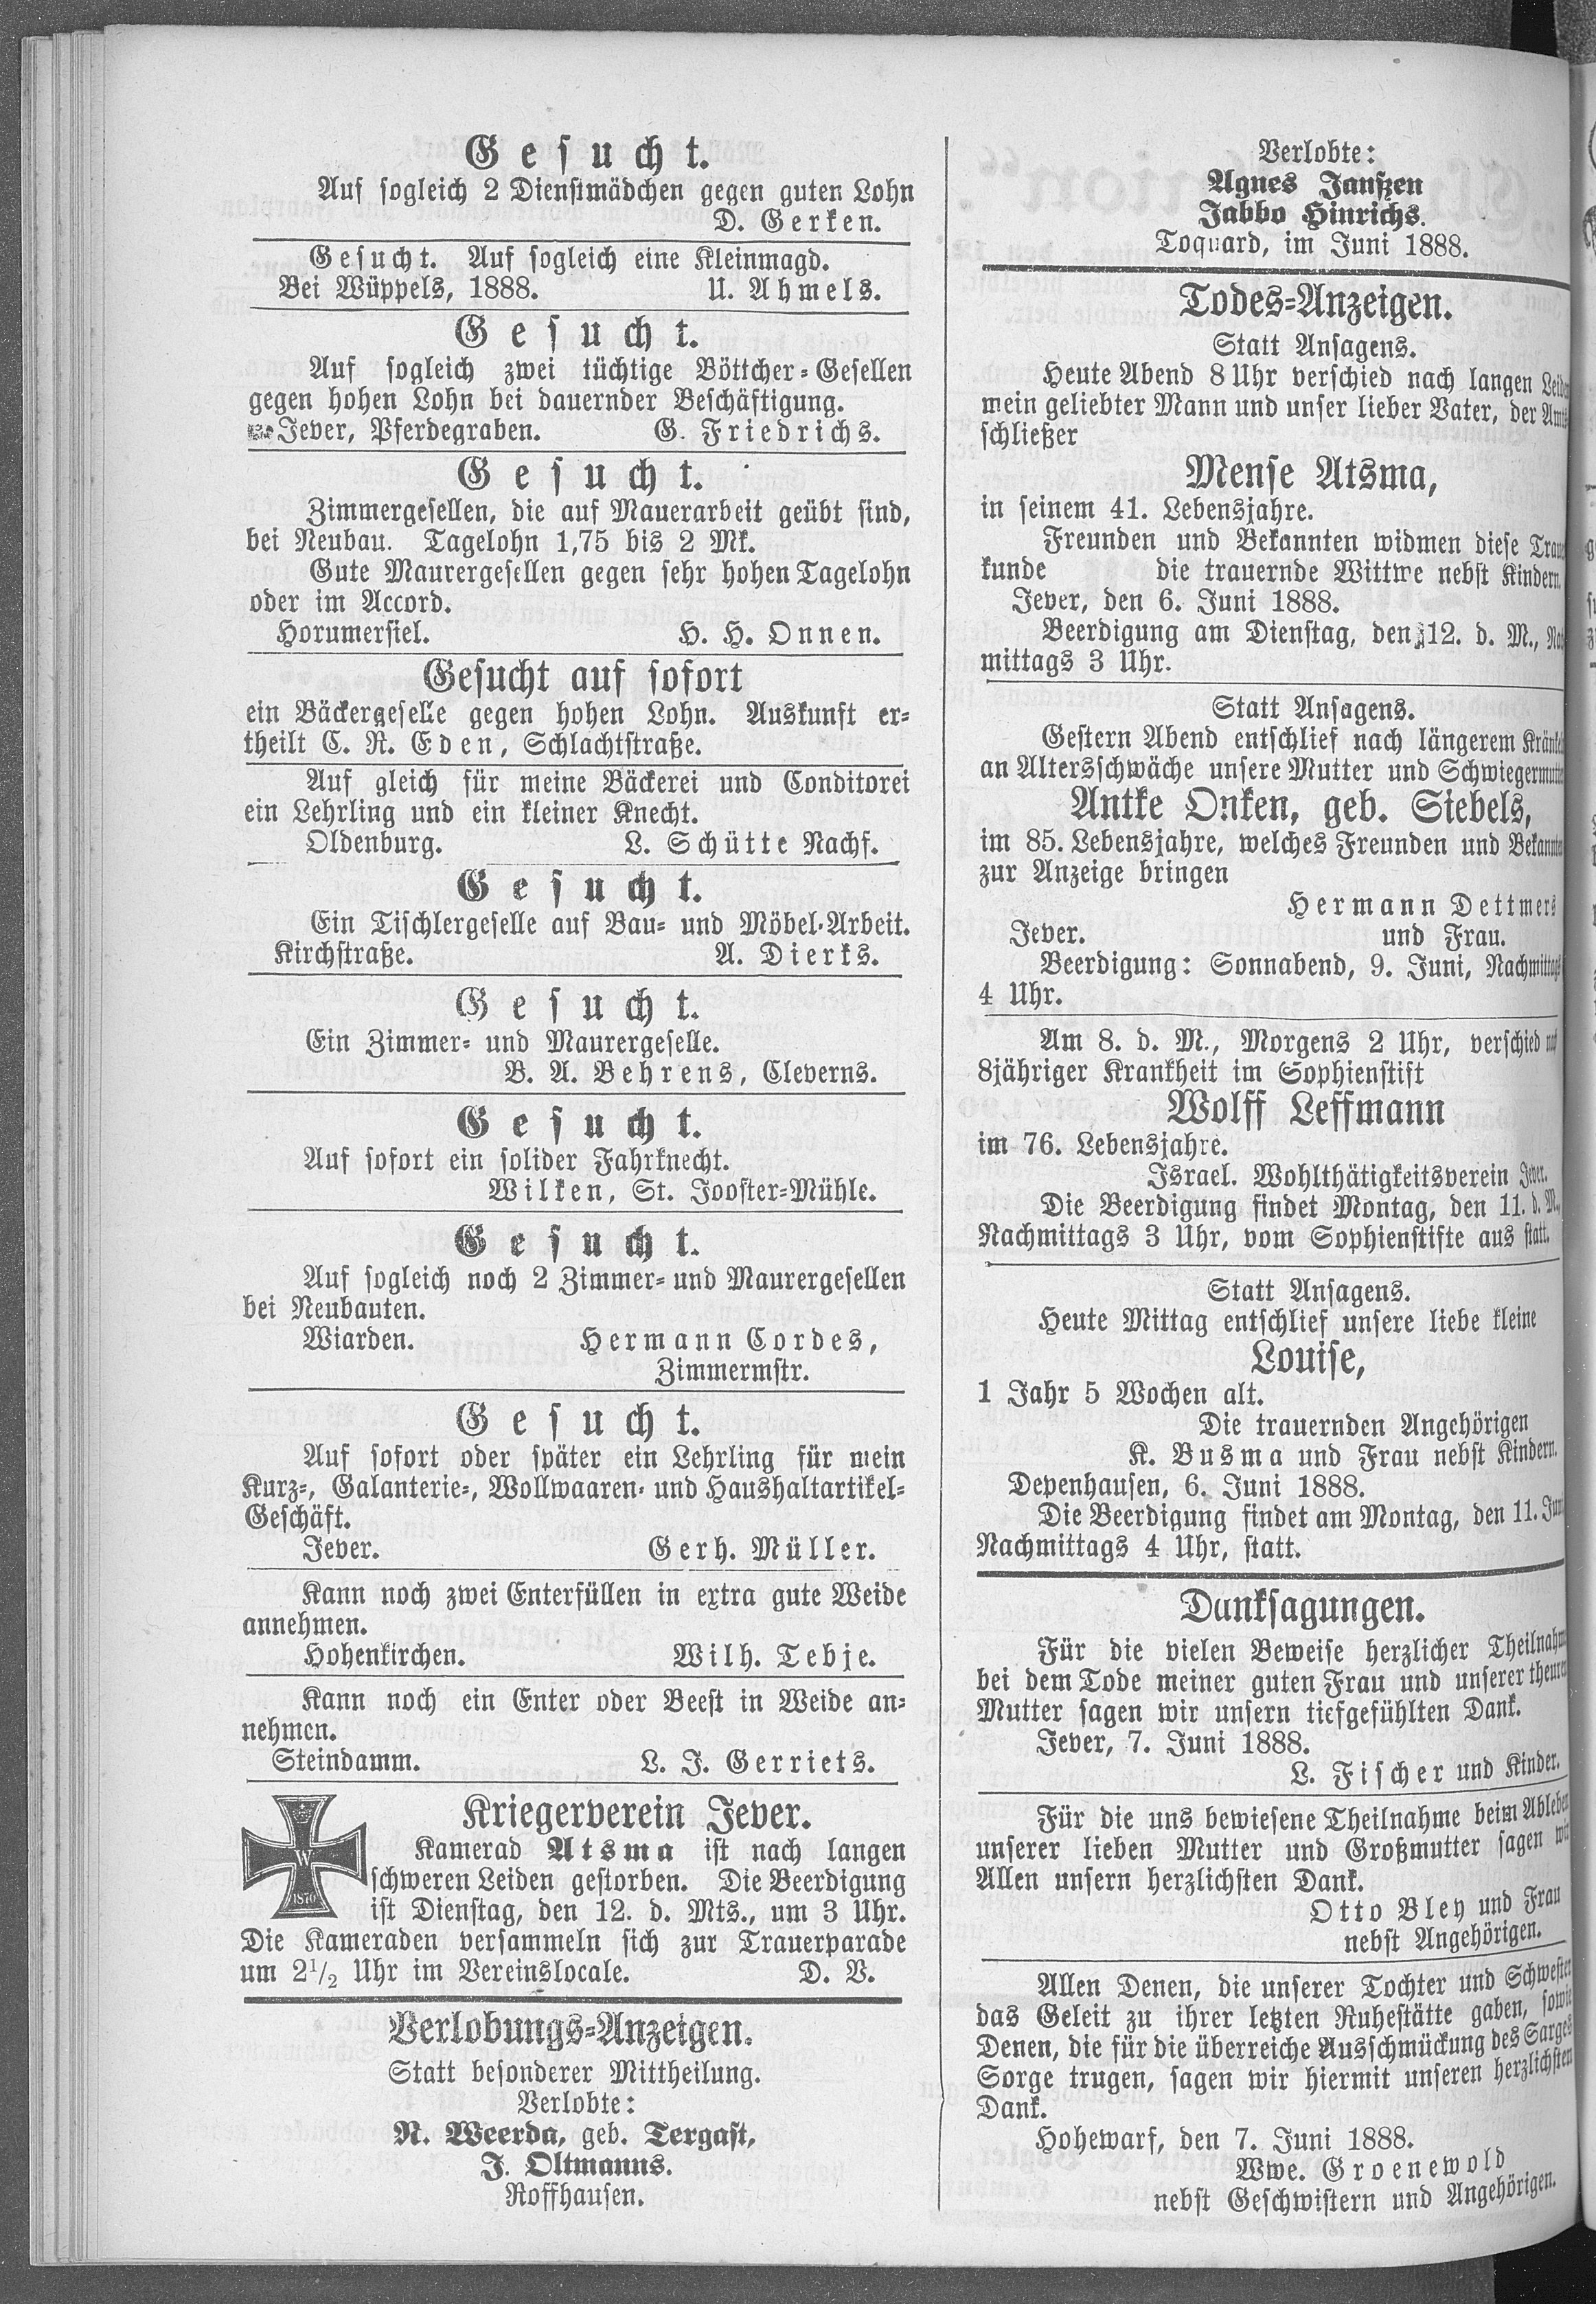 Gesucht.
Auf sogleich 2 Dienstmädchen gegen guten Lohn
D. Gerken.
Gesucht. Auf sogleich eine Kleinmagd.
Bei Wüppels, 1888. U. Ahmels.
Gesucht.
Auf sogleich zwei tüchtige Böttcher-Gesellen
gegen hohen Lohn bei dauernder Beschäftigung.
Jever, Pferdegraben. G. Friedrichs.
Gesucht.
Zimmergesellen, die auf Mauerarbeit geübt sind,
bei Neubau. Tagelohn 1,75 bis 2 Mk.
Gute Maurergesellen gegen sehr hohen Tagelohn
oder im Accord.
Horumersiel. H. H. Onnen.
Gesucht auf sofort
ein Bäckergeselle gegen hohen Lohn. Auskunft er-
theilt C. R. Eden, Schlachtstraße.
Auf gleich für meine Bäckerei und Conditorei
ein Lehrling und ein kleiner Knecht.
Oldenburg. L. Schütte Nachf.
Gesucht.
Ein Tischlergeselle auf Bau- und Möbel-Arbeit.
Kirchstraße. A. Dierks.
Gesucht.
Ein Zimmer- und Maurergeselle.
B. A. Behrens, Cleverns.
Gesucht.
Auf sofort ein solider Fahrknecht.
Wilken, St. Jooster-Mühle.
Gesucht.
Auf sogleich noch 2 Zimmer- und Maurergesellen
bei Neubauten.
Wiarden. Hermann Cordes,
Zimmermstr.
Gesucht.
Auf sofort oder später ein Lehrling für mein
Kurz-, Galanterie-, Wollwaaren- und Haushaltartikel-
Geschäft.
Jever. Gerh. Müller.
Kann noch zwei Enterfüllen in extra gute Weide
annehmen.
Hohenkirchen. Wilh. Tebje.
Kann noch ein Enter oder Beest in Weide an-
nehmen.
Steindamm. L. J. Gerriets.
W
1870
Kriegerverein Jever.
Kamerad Atsma ist nach langen
schweren Leiden gestorben. Die Beerdigung
ist Dienstag, den 12. d. Mts., um 3 Uhr.
Die Kameraden versammeln sich zur Trauerparade
um 2½ Uhr im Vereinslocale. D. V.
Verlobungs-Anzeigen.
Statt besonderer Mittheilung.
Verlobte:
N. Weerda, geb. Tergast,
J. Oltmanns.
Roffhausen.
Verlobte:
Agnes Janßen
Jabbo Hinrichs.
Toquard, im Juni 1888.
Todes-Anzeigen.
Statt Ansagens.
Heute Abend 8 Uhr verschied nach langen
mein geliebter Mann und unser lieber Vater, der
schließer
Mense Atsma,
in seinem 41. Lebensjahre.
Freunden und Bekannten widmen diese
kunde die trauernde Wittwe nebst Kindern.
Jever, den 6. Juni 1888.
Beerdigung am Dienstag, den 12. d. M.,
mittags 3 Uhr.
Statt Ansagens.
Gestern Abend entschlief nach längerem
an Altersschwäche unsere Mutter und
Antke Onken, geb. Siebels,
im 85. Lebensjahre, welches Freunden und
zur Anzeige bringen
Hermann Dettmers
Jever. und Frau.
Beerdigung: Sonnabend, 9. Juni, Nachmittags
4 Uhr.
Am 8. d. M., Morgens 2 Uhr, verschied nach
8jähriger Krankheit im Sophienstift
Wolff Leffmann
im 76. Lebensjahre.
Israel. Wohlthätigkeitsverein Jever.
Die Beerdigung findet Montag, den 11. d. M.,
Nachmittags 3 Uhr, vom Sophienstifte aus statt.
Statt Ansagens.
Heute Mittag entschlief unsere liebe kleine
Louise,
1 Jahr 5 Wochen alt.
Die trauernden Angehörigen
K. Busma und Frau nebst Kindern.
Depenhausen, 6. Juni 1888.
Die Beerdigung findet am Montag, den 11. Juni
Nachmittags 4 Uhr, statt.
Danksagungen.
Für die vielen Beweise herzlicher Theilnahme
bei dem Tode meiner guten Frau und unserer theuren
Mutter sagen wir unsern tiefgefühlten Dank.
Jever, 7. Juni 1888.
L. Fischer und Kinder.
Für die uns bewiesene Theilnahme beim Ableben
unserer lieben Mutter und Großmutter sagen wir
Allen unsern herzlichsten Dank.
Otto Bley und Frau
nebst Angehörigen.
Allen Denen, die unserer Tochter und Schwester
das Geleit zu ihrer letzten Ruhestätte gaben, sowie
Denen, die für die überreiche Ausschmückung des Sarges
Sorge trugen, sagen wir hiermit unseren herzlichsten
Dank.
Hohewarf, den 7. Juni 1888.
Wwe. Groenewold
nebst Geschwistern und Angehörigen.